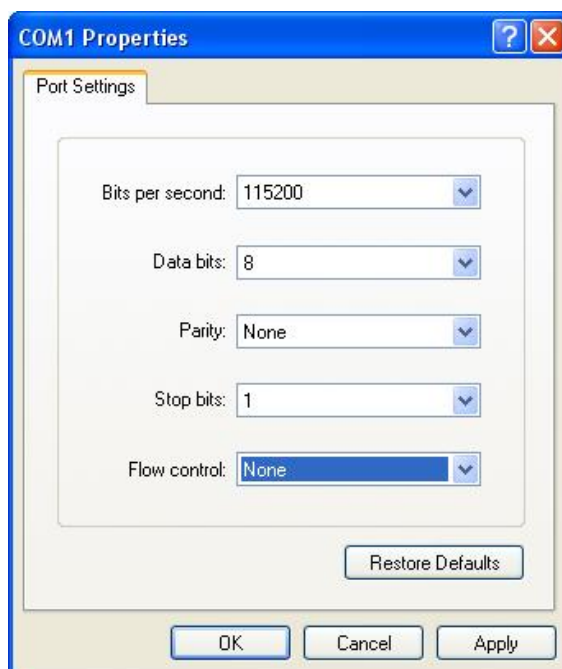 COM1 Properties
Port Settings
Bits per second: 115200
Data bits: 8
Parity: None
Stop bits: 1
Flow control: None
Restore Defaults
OK Cancel Apply